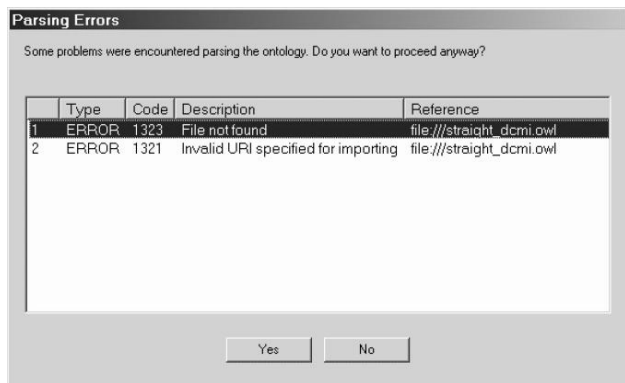 Parsing Errors
Some problems were encountered parsing the ontology. Do you want to proceed anyway?
Type Code Description Reference
1 ERROR 1323 File not found file:///straight_dcmi.owl
2 ERROR 1321 Invalid URI specified for importing file:///straight_dcmi.owl
Yes No